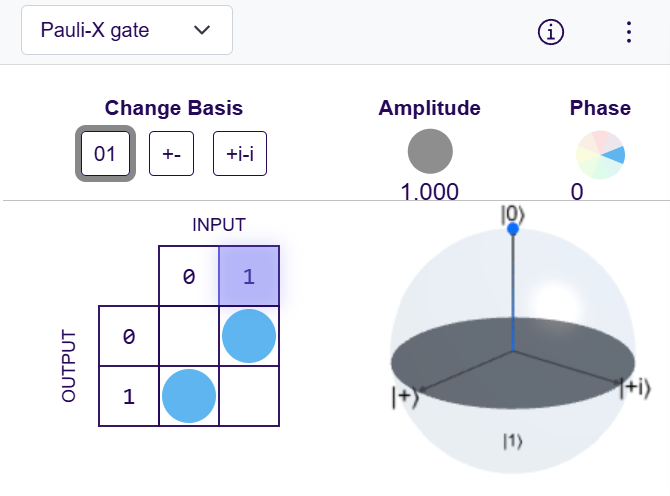 Pauli-X gate
Change Basis
Amplitude
Phase
01
+-
+i-i
1.000
0
INPUT
|0⟩
0 1
OUTPUT
0
1
|+⟩
|+i⟩
|1⟩